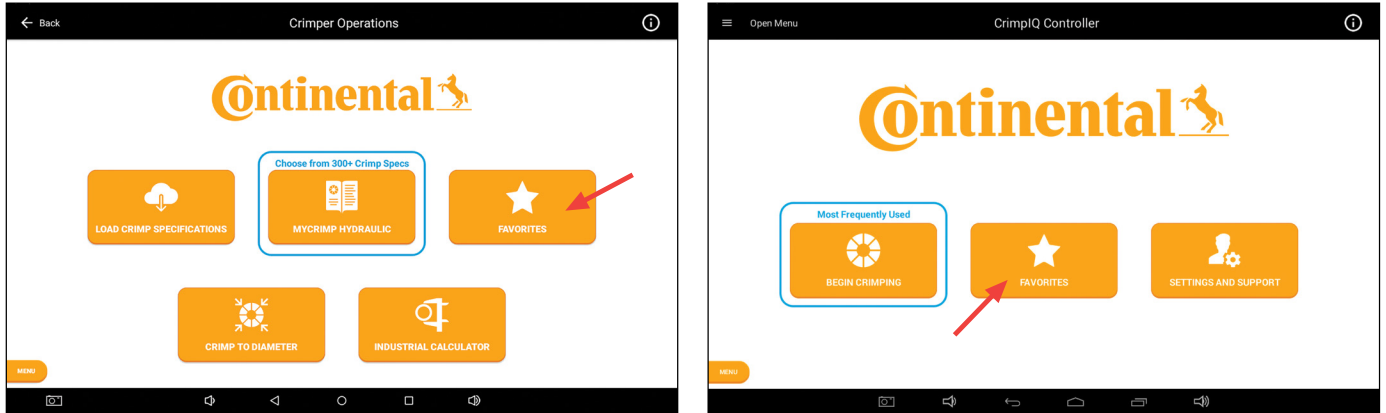 Back
Crimper Operations
Continental
Choose from 300+ Crimp Specs
LOAD CRIMP SPECIFICATIONS
MYCRIMP HYDRAULIC
FAVORITES
CRIMP TO DIAMETER
INDUSTRIAL CALCULATOR
MENU
Open Menu
CrimpIQ Controller
Continental
Most Frequently Used
BEGIN CRIMPING
FAVORITES
SETTINGS AND SUPPORT
MENU